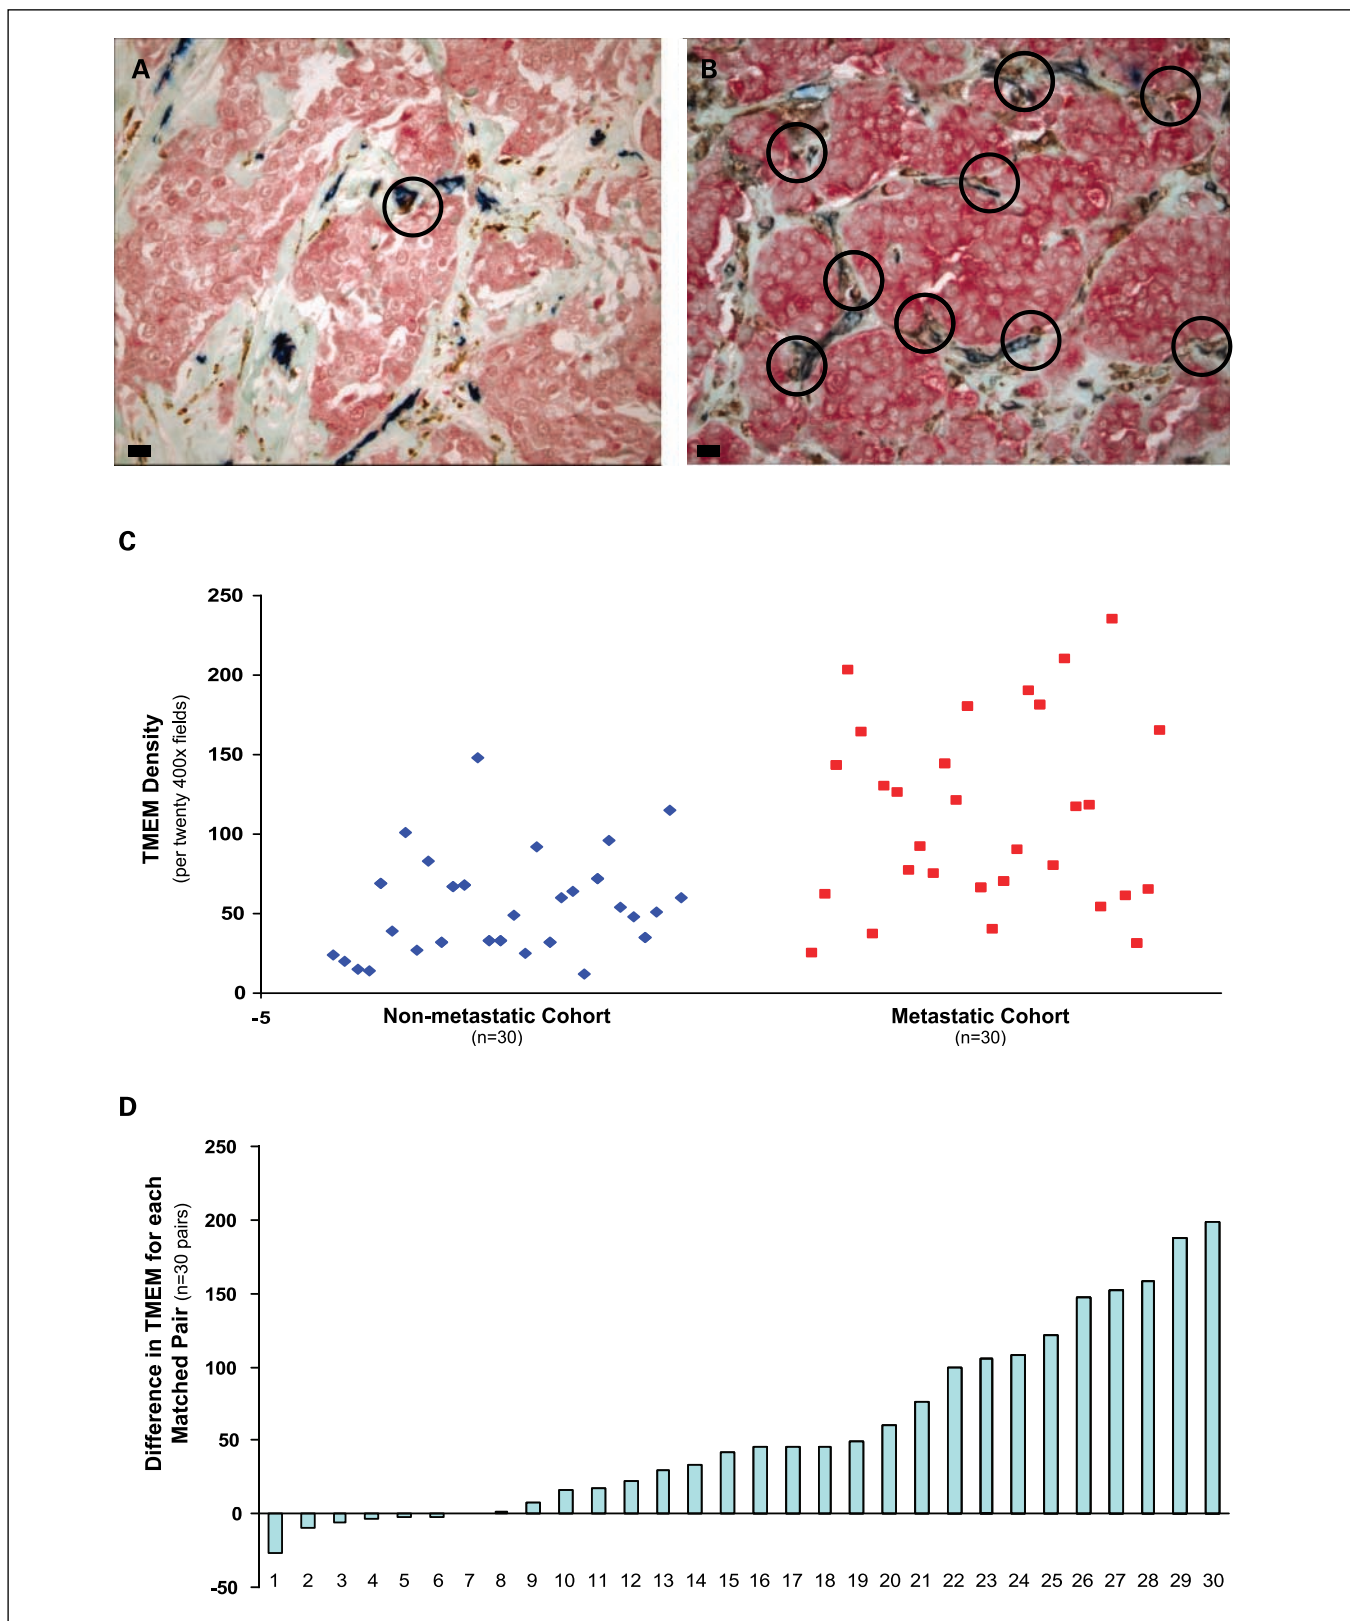 A
B
C
250
200
150
100
50
0
-5
TMEM Density
(per twenty 400x fields)
Non-metastatic Cohort
(n=30)
Metastatic Cohort
(n=30)
D
250
200
150
100
50
0
-50
Difference in TMEM for each
Matched Pair (n=30 pairs)
1 2 3 4 5 6 7 8 9 10 11 12 13 14 15 16 17 18 19 20 21 22 23 24 25 26 27 28 29 30